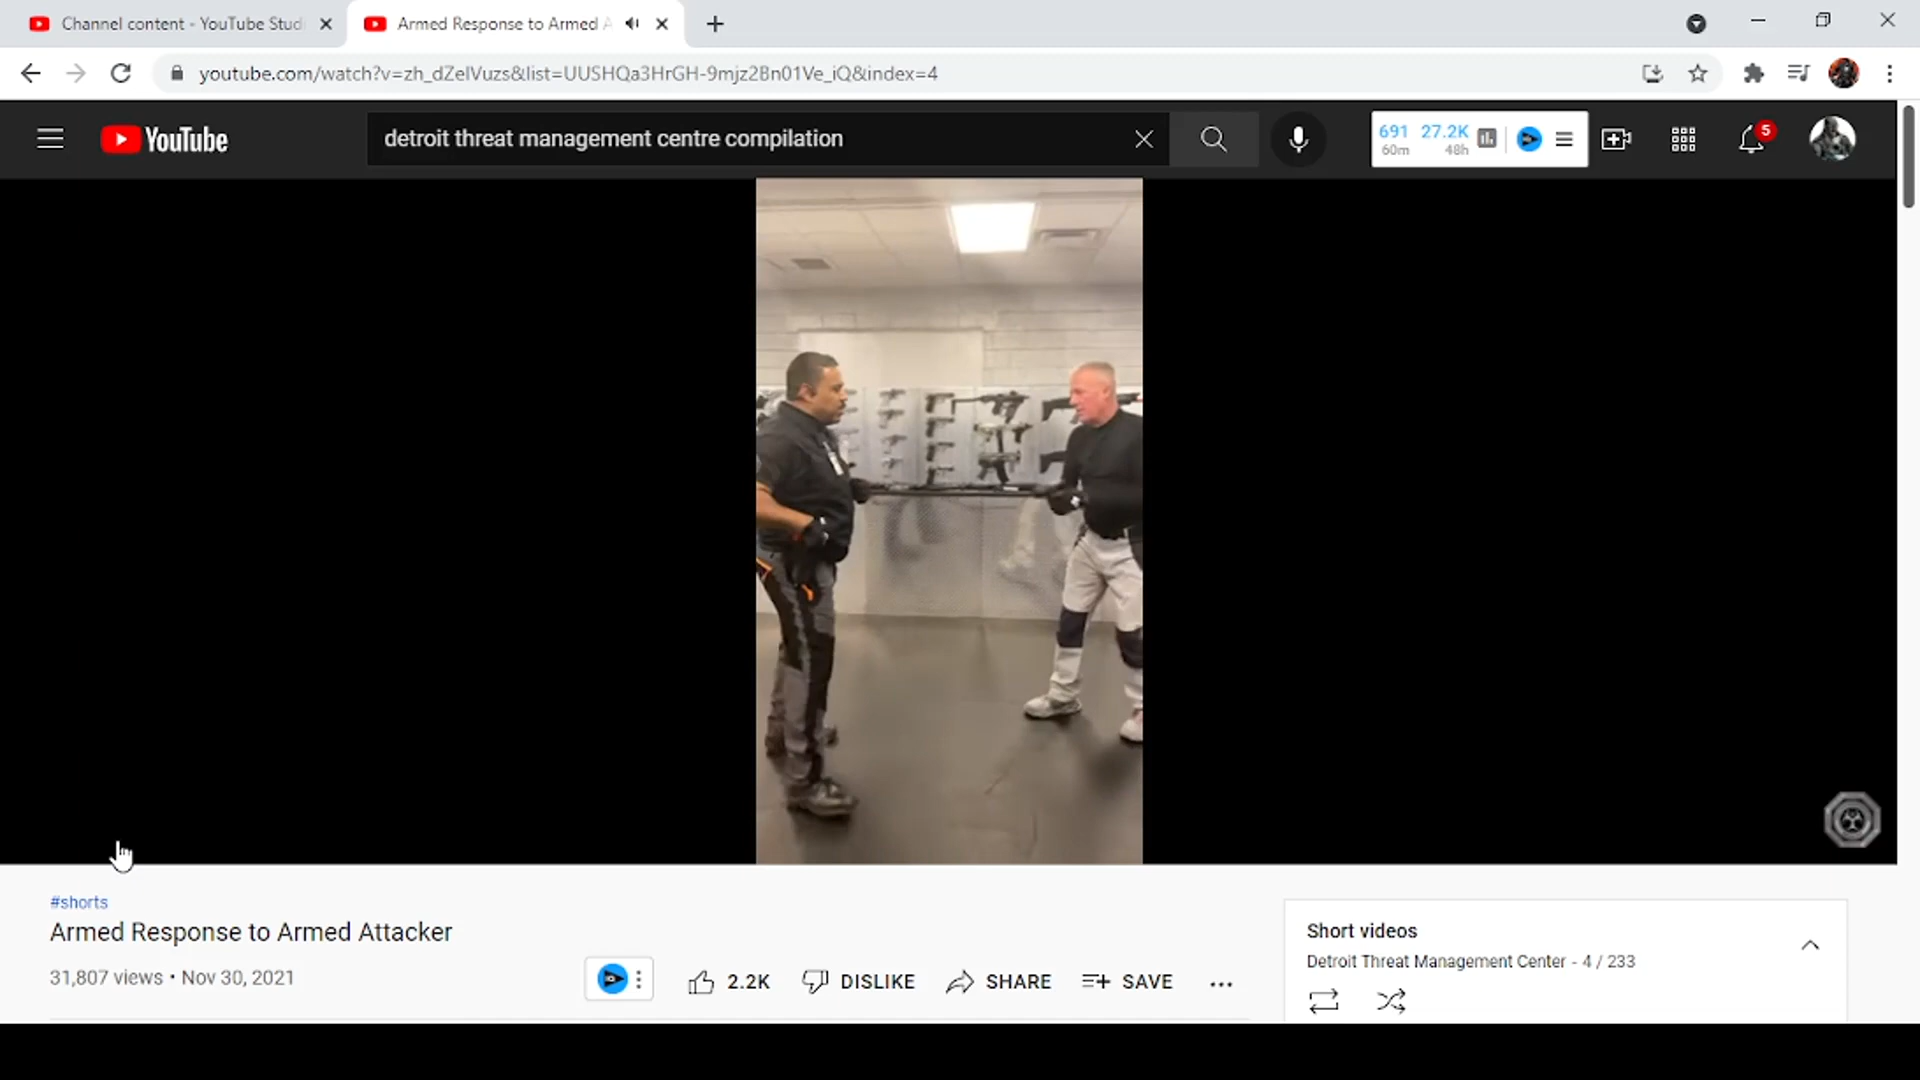 Channel content - YouTube Stud
Armed Response to Armed A
youtube.com/watch?v=zh_dZelVuzs&list=UUSHQa3HrGH-9mjz2Bn01Ve_iQ&index=4
YouTube
detroit threat management centre compilation
691 27.2K
60m 48h
5
#shorts
Armed Response to Armed Attacker
31,807 views • Nov 30, 2021
2.2K DISLIKE SHARE SAVE
Short videos
Detroit Threat Management Center - 4 / 233